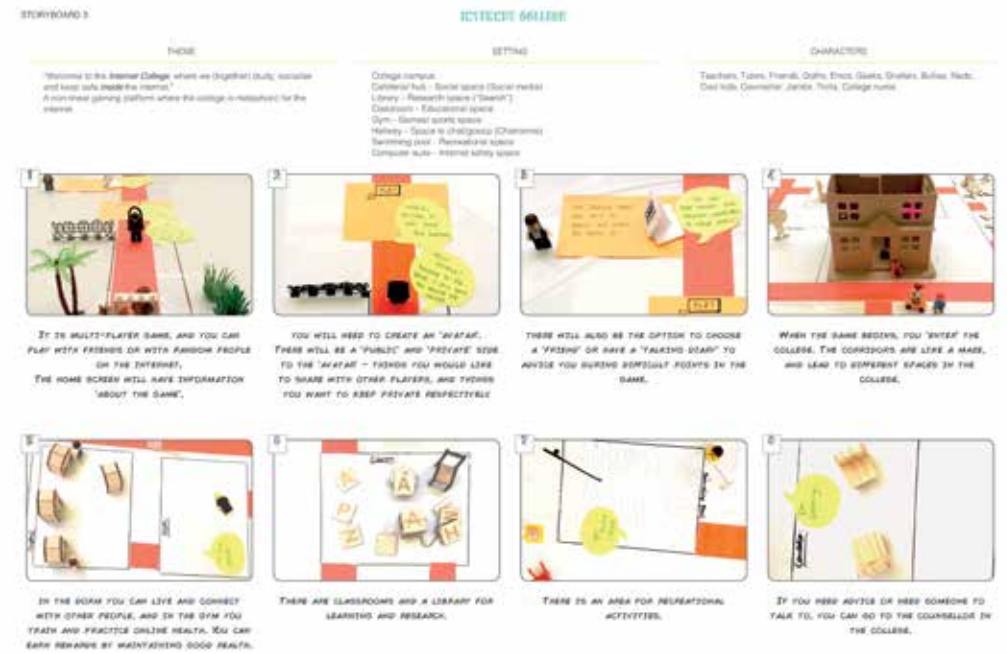 STORYBOARD 3
INTERNET COLLEGE
THEME
SETTING
CHARACTERS
"Welcome to the Internet College, where we (together) study, socialise
and keep safe inside the internet."
A non-linear gaming platform where the college is metaphor for the
internet.
College campus
Cafeteria/ hub - Social space (Social media)
Library - Research space ("Search")
Classroom - Educational space
Gym - Games/ sports space
Hallway - Space to chat/gossip (Chatrooms)
Swimming pool - Recreational space
Computer suite - Internet safety space
Teachers, Tutors, Friends, Goths, Emos, Geeks, Bullies,
Cool kids, Janitor, Trolls, College nurse
1
2
3
4
PLAY
PLAY
IT IS MULTI-PLAYER GAME, AND YOU CAN
PLAY WITH FRIENDS OR WITH RANDOM PEOPLE
ON THE INTERNET.
THE HOME SCREEN WILL HAVE INFORMATION
'ABOUT THE GAME'.
YOU WILL NEED TO CREATE AN 'AVATAR'.
THERE WILL BE A 'PUBLIC' AND 'PRIVATE' SIDE
TO THE 'AVATAR' – THINGS YOU WOULD LIKE
TO SHARE WITH OTHER PLAYERS, AND THINGS
YOU WANT TO KEEP PRIVATE RESPECTIVELY
THERE WILL ALSO BE THE OPTION TO CHOOSE
A 'FRIEND' OR HAVE A 'TALKING DIARY' TO
ADVICE YOU DURING DIFFICULT POINTS IN THE
GAME.
WHEN THE GAME BEGINS, YOU 'ENTER' THE
COLLEGE. THE CORRIDORS ARE LIKE A MAZE,
AND LEAD TO DIFFERENT SPACES IN THE
COLLEGE.
5
6
7
8
Learn
A
P
Z
A
A
M
H
IN THE DORM YOU CAN LIVE AND CONNECT
WITH OTHER PEOPLE, AND IN THE GYM YOU
TRAIN AND PRACTICE ONLINE HEALTH. YOU CAN
EARN REWARDS BY MAINTAINING GOOD HEALTH.
THERE ARE CLASSROOMS AND A LIBRARY FOR
LEARNING AND RESEARCH.
THERE IS AN AREA FOR RECREATIONAL
ACTIVITIES.
IF YOU NEED ADVICE OR NEED SOMEONE TO
TALK TO, YOU CAN GO TO THE COUNSELLOR IN
THE COLLEGE.